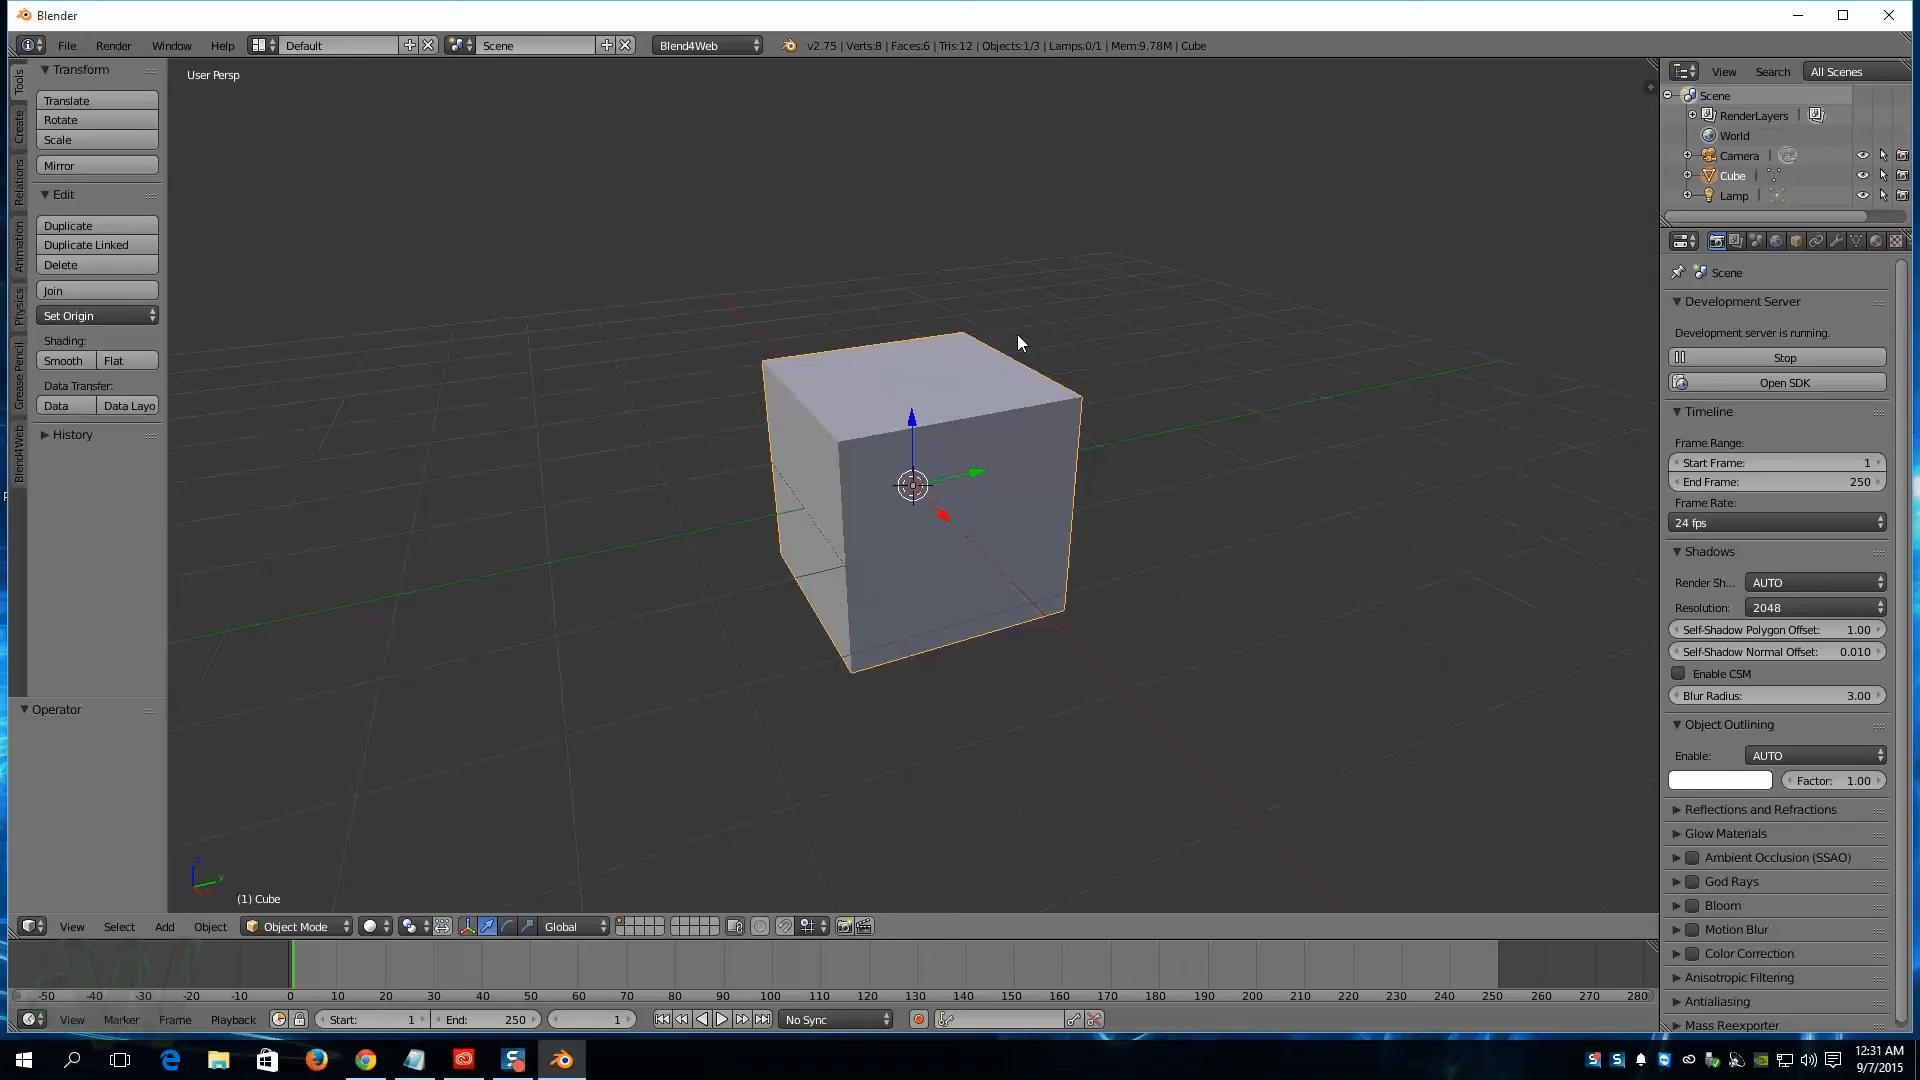 Blender
File Render Window Help Default Scene Blend4Web v2.75 | Verts:8 | Faces:6 | Tris:12 | Objects:1/3 | Lamps:0/1 | Mem:9.78M | Cube
Tools
Create
Relations
Animation
Physics
Grease Pencil
Blend4Web
Transform
Translate
Rotate
Scale
Mirror
Edit
Duplicate
Duplicate Linked
Delete
Join
Set Origin
Shading:
Smooth Flat
Data Transfer:
Data Data Layo
History
Operator
User Persp
z
y
(1) Cube
View Search All Scenes
Scene
RenderLayers
World
Camera
Cube
Lamp
Scene
Development Server
Development server is running.
Stop
Open SDK
Timeline
Frame Range:
Start Frame: 1
End Frame: 250
Frame Rate:
24 fps
Shadows
Render Sh... AUTO
Resolution: 2048
Self-Shadow Polygon Offset: 1.00
Self-Shadow Normal Offset: 0.010
Enable CSM
Blur Radius: 3.00
Object Outlining
Enable: AUTO
Factor: 1.00
Reflections and Refractions
Glow Materials
Ambient Occlusion (SSAO)
God Rays
Bloom
Motion Blur
Color Correction
Anisotropic Filtering
Antialiasing
Mass Reexporter
View Select Add Object Object Mode Global
-50 -40 -30 -20 -10 0 10 20 30 40 50 60 70 80 90 100 110 120 130 140 150 160 170 180 190 200 210 220 230 240 250 260 270 280
View Marker Frame Playback Start: 1 End: 250 1 No Sync
12:31 AM
9/7/2015